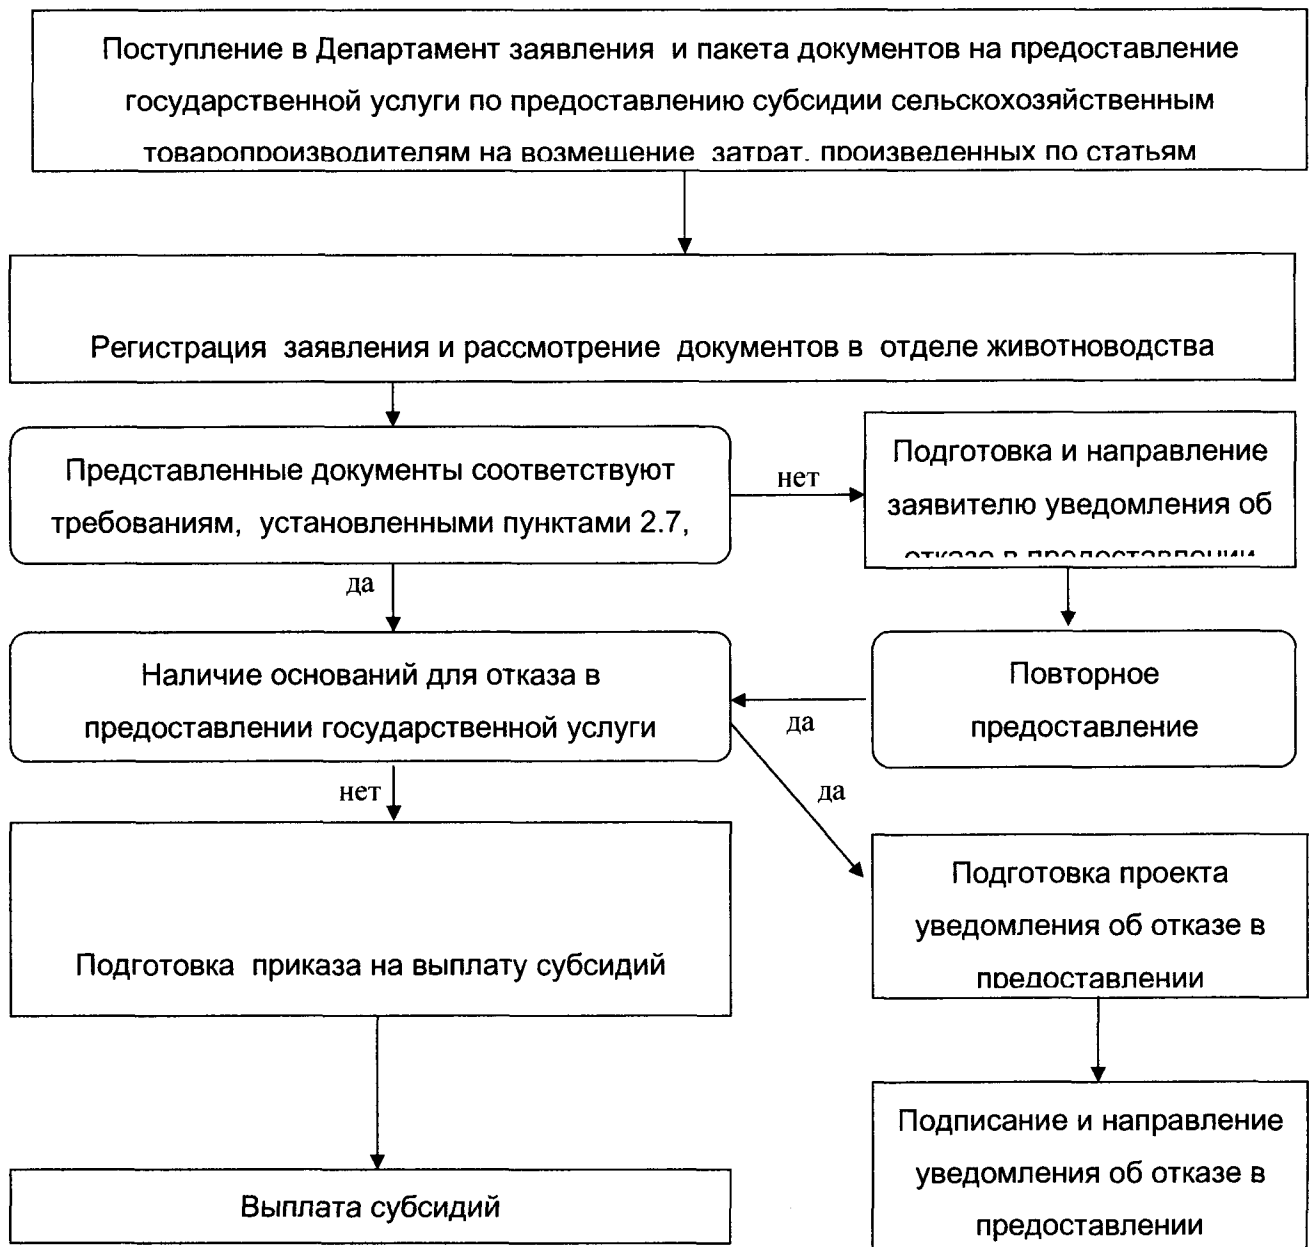 Поступление в Департамент заявления и пакета документов на предоставление
государственной услуги по предоставлению субсидии сельскохозяйственным
товаропроизводителям на возмещение затрат, произведенных по статьям
Регистрация заявления и рассмотрение документов в отделе животноводства
Представленные документы соответствуют
требованиям, установленными пунктами 2.7,
нет
Подготовка и направление
заявителю уведомления об
отказе в предоставлении
да
Наличие оснований для отказа в
предоставлении государственной услуги
да
Повторное
предоставление
нет
да
Подготовка приказа на выплату субсидий
Подготовка проекта
уведомления об отказе в
предоставлении
Выплата субсидий
Подписание и направление
уведомления об отказе в
предоставлении